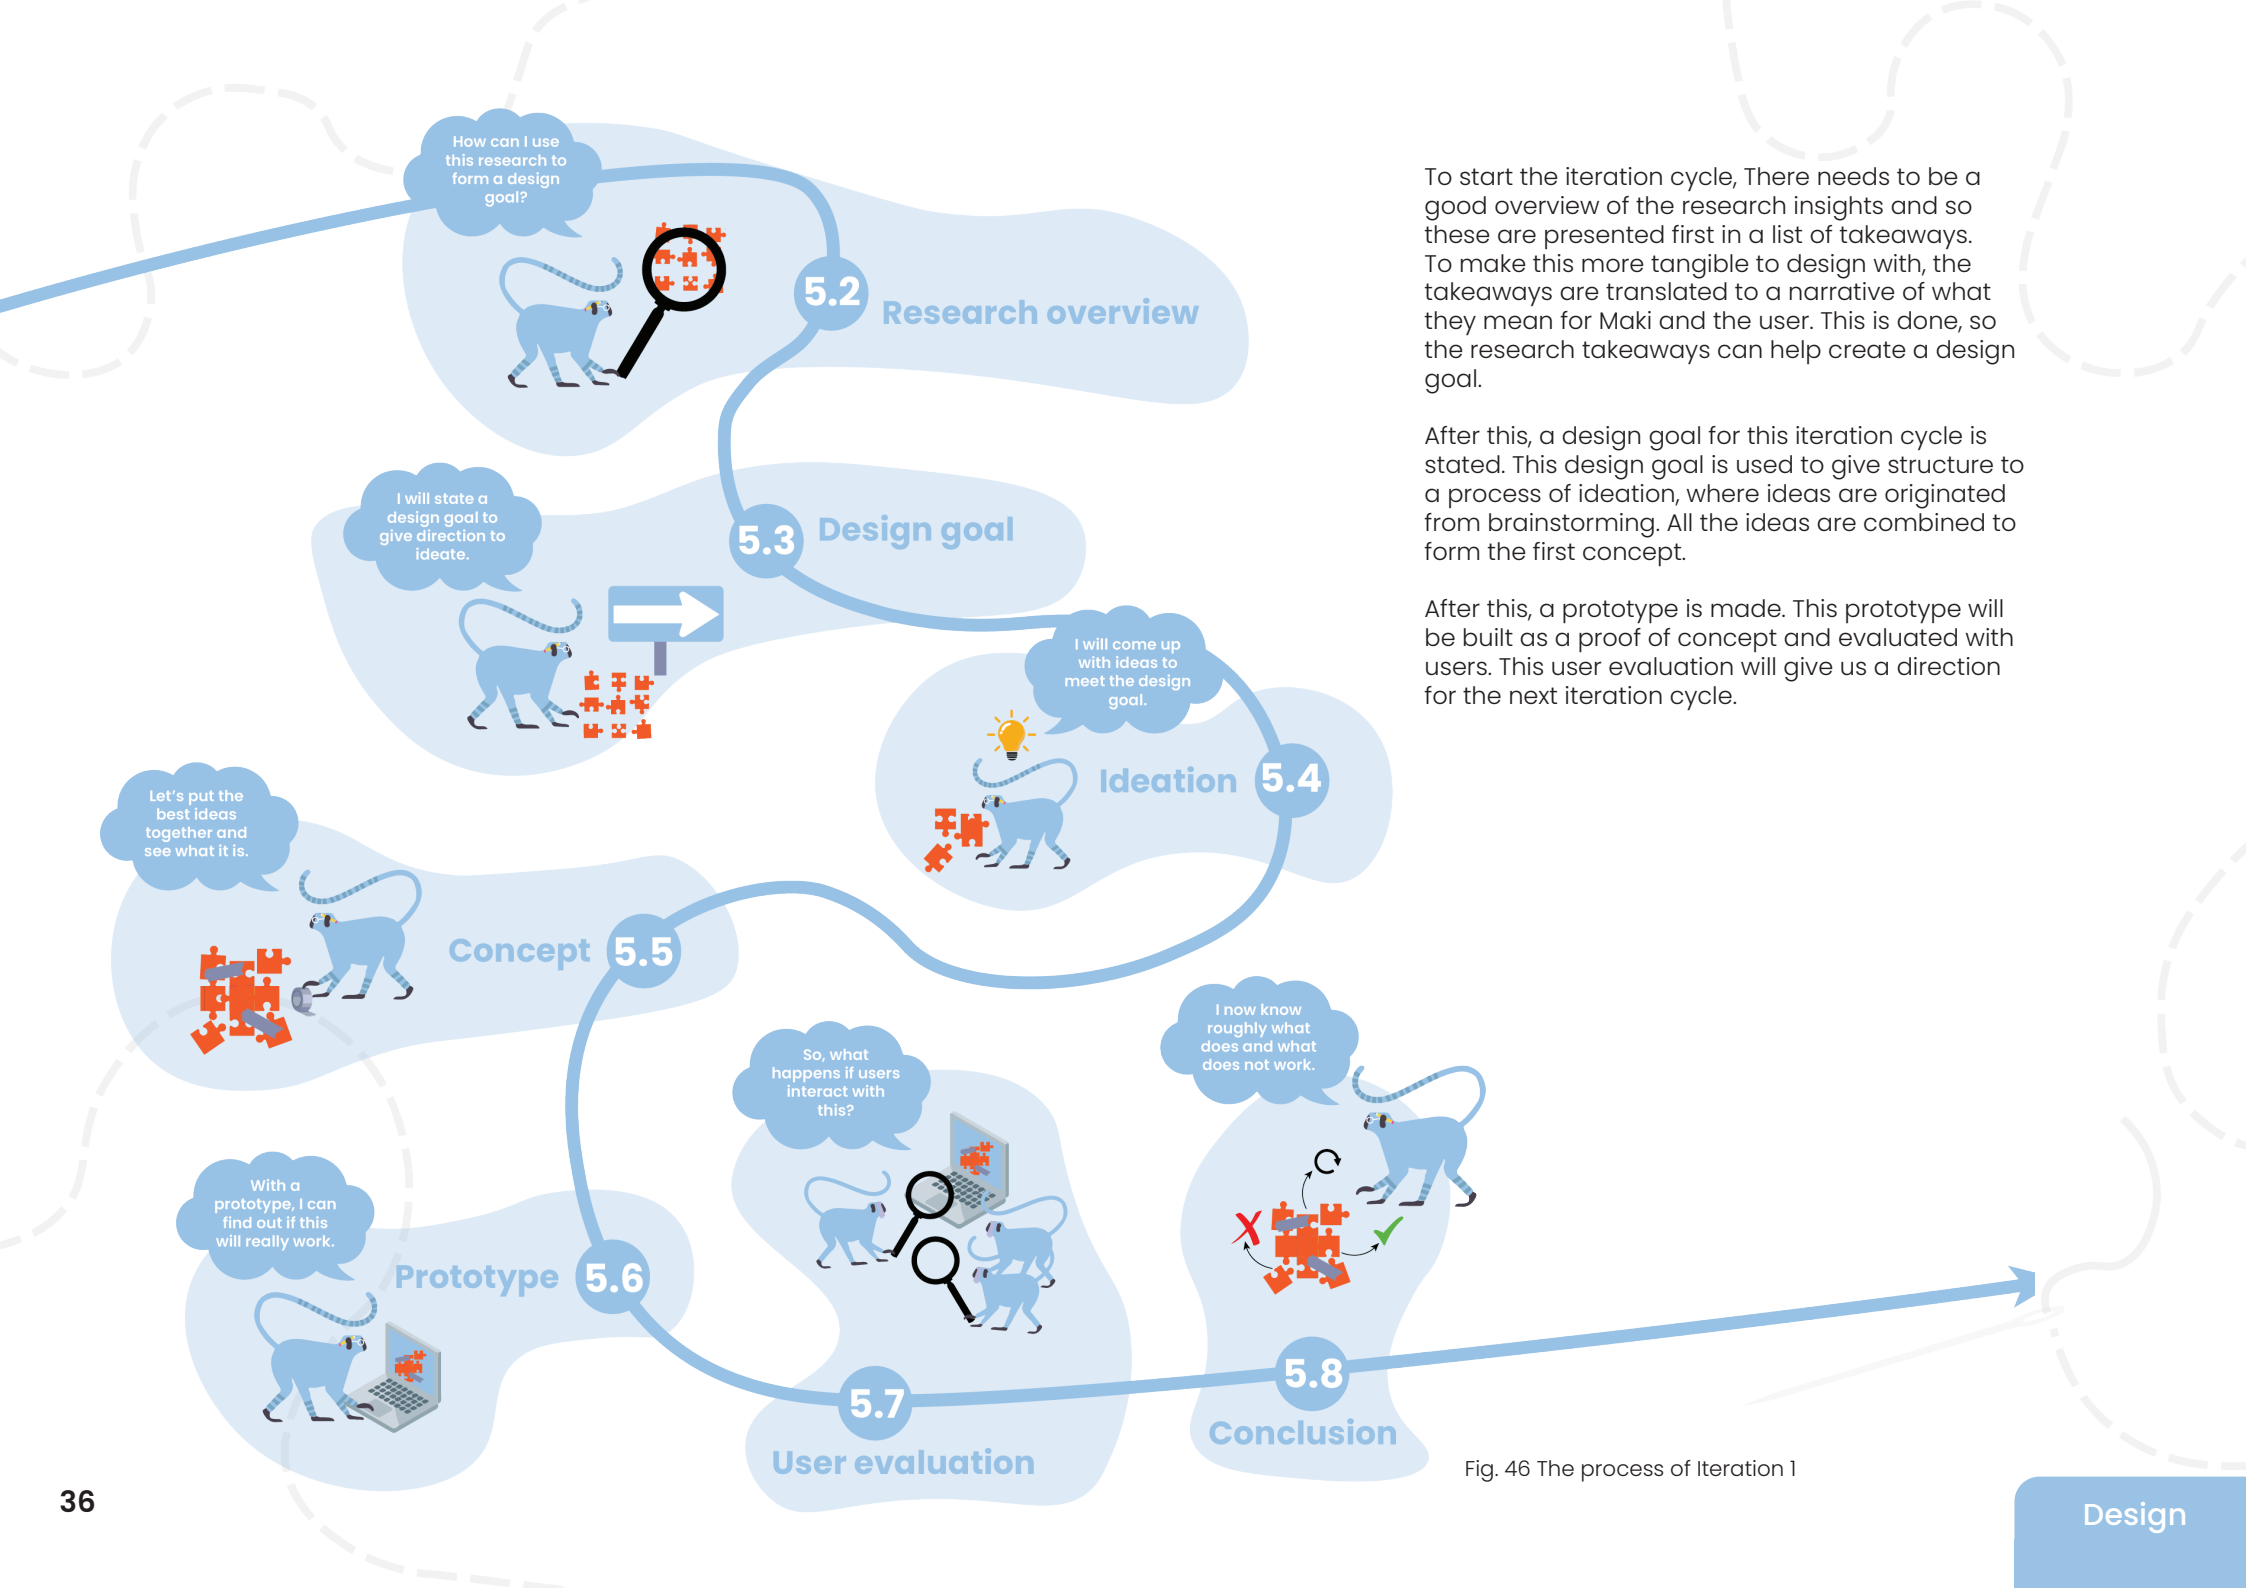 How can I use
this research to
form a design
goal?
5.2
Research overview
I will state a
design goal to
give direction to
ideate.
5.3
Design goal
I will come up
with ideas to
meet the design
goal.
Ideation
5.4
Let's put the
best ideas
together and
see what it is.
Concept
5.5
With a
prototype, I can
find out if this
will really work.
Prototype
5.6
So, what
happens if users
interact with
this?
5.7
User evaluation
I now know
roughly what
does and what
does not work.
5.8
Conclusion
To start the iteration cycle, There needs to be a
good overview of the research insights and so
these are presented first in a list of takeaways.
To make this more tangible to design with, the
takeaways are translated to a narrative of what
they mean for Maki and the user. This is done, so
the research takeaways can help create a design
goal.
After this, a design goal for this iteration cycle is
stated. This design goal is used to give structure to
a process of ideation, where ideas are originated
from brainstorming. All the ideas are combined to
form the first concept.
After this, a prototype is made. This prototype will
be built as a proof of concept and evaluated with
users. This user evaluation will give us a direction
for the next iteration cycle.
Fig. 46 The process of Iteration 1
36
Design